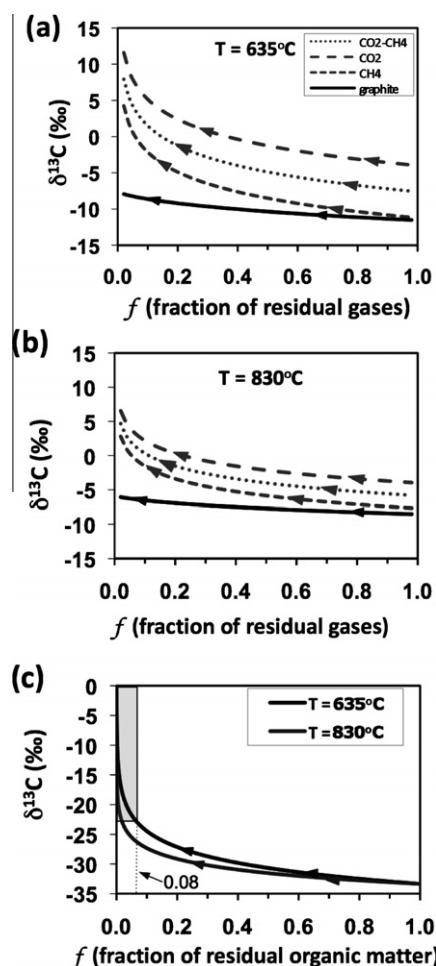 (a)
T = 635°C
CO2-CH4
CO2
CH4
graphite
δ¹³C (‰)
15
10
5
0
-5
-10
-15
0.0 0.2 0.4 0.6 0.8 1.0
f (fraction of residual gases)
(b)
T = 830°C
δ¹³C (‰)
15
10
5
0
-5
-10
-15
0.0 0.2 0.4 0.6 0.8 1.0
f (fraction of residual gases)
(c)
T = 635°C
T = 830°C
δ¹³C (‰)
0
-5
-10
-15
-20
-25
-30
-35
0.08
0.0 0.2 0.4 0.6 0.8 1.0
f (fraction of residual organic matter)